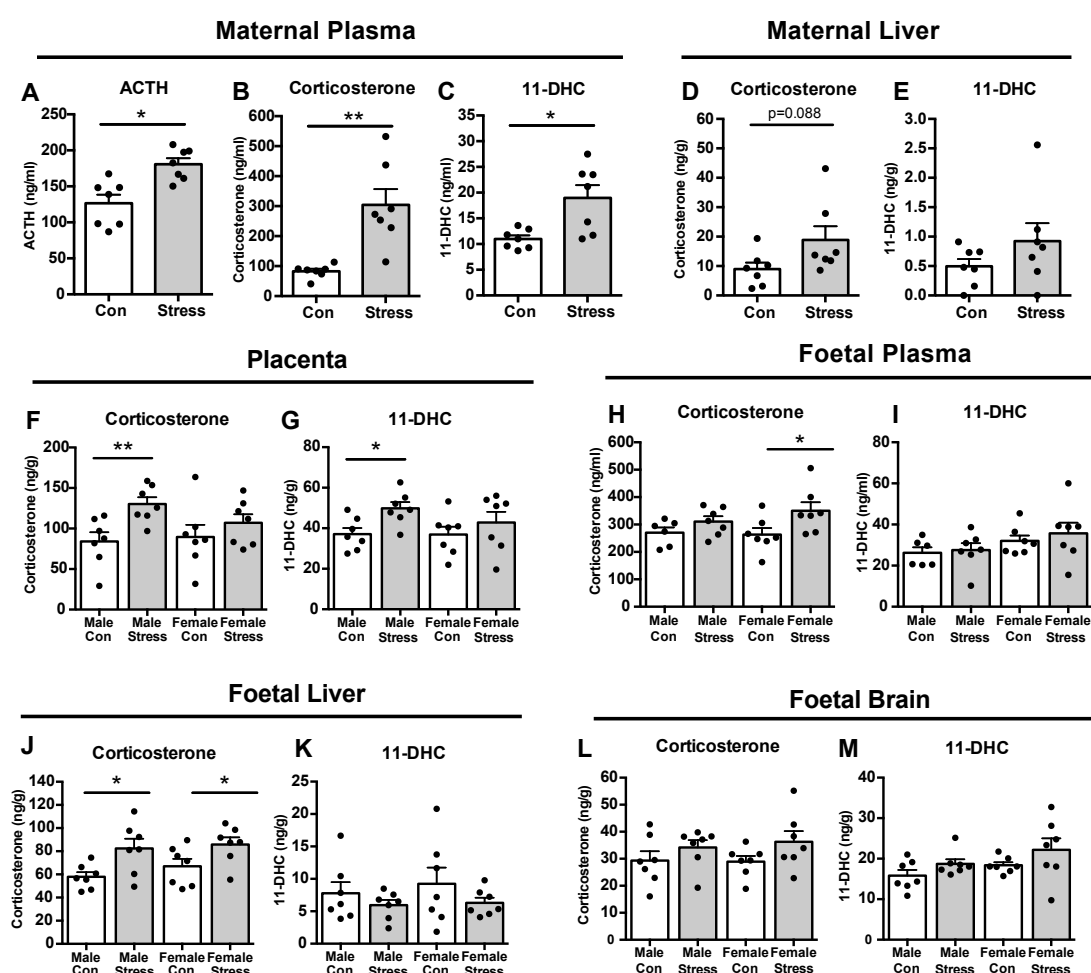 Maternal Plasma
Maternal Liver
A
ACTH
*
ACTH (ng/ml)
250
200
150
100
50
0
Con Stress
B
Corticosterone
**
Corticosterone (ng/ml)
600
500
400
300
200
100
0
Con Stress
C
11-DHC
*
11-DHC (ng/ml)
35
30
25
20
15
10
5
0
Con Stress
D
Corticosterone
p=0.088
Corticosterone (ng/g)
60
50
40
30
20
10
0
Con Stress
E
11-DHC
11-DHC (ng/g)
3.0
2.5
2.0
1.5
1.0
0.5
0.0
Con Stress
Placenta
Foetal Plasma
F
Corticosterone
**
Corticosterone (ng/g)
200
150
100
50
0
Male Male Female Female
Con Stress Con Stress
G
11-DHC
*
11-DHC (ng/g)
80
60
40
20
0
Male Male Female Female
Con Stress Con Stress
H
Corticosterone
*
Corticosterone (ng/ml)
600
500
400
300
200
100
0
Male Male Female Female
Con Stress Con Stress
I
11-DHC
11-DHC (ng/ml)
80
60
40
20
0
Male Male Female Female
Con Stress Con Stress
Foetal Liver
Foetal Brain
J
Corticosterone
* *
Corticosterone (ng/g)
140
120
100
80
60
40
20
0
Male Male Female Female
Con Stress Con Stress
K
11-DHC
11-DHC (ng/g)
25
20
15
10
5
0
Male Male Female Female
Con Stress Con Stress
L
Corticosterone
Corticosterone (ng/g)
60
50
40
30
20
10
0
Male Male Female Female
Con Stress Con Stress
M
11-DHC
11-DHC (ng/g)
40
30
20
10
0
Male Male Female Female
Con Stress Con Stress